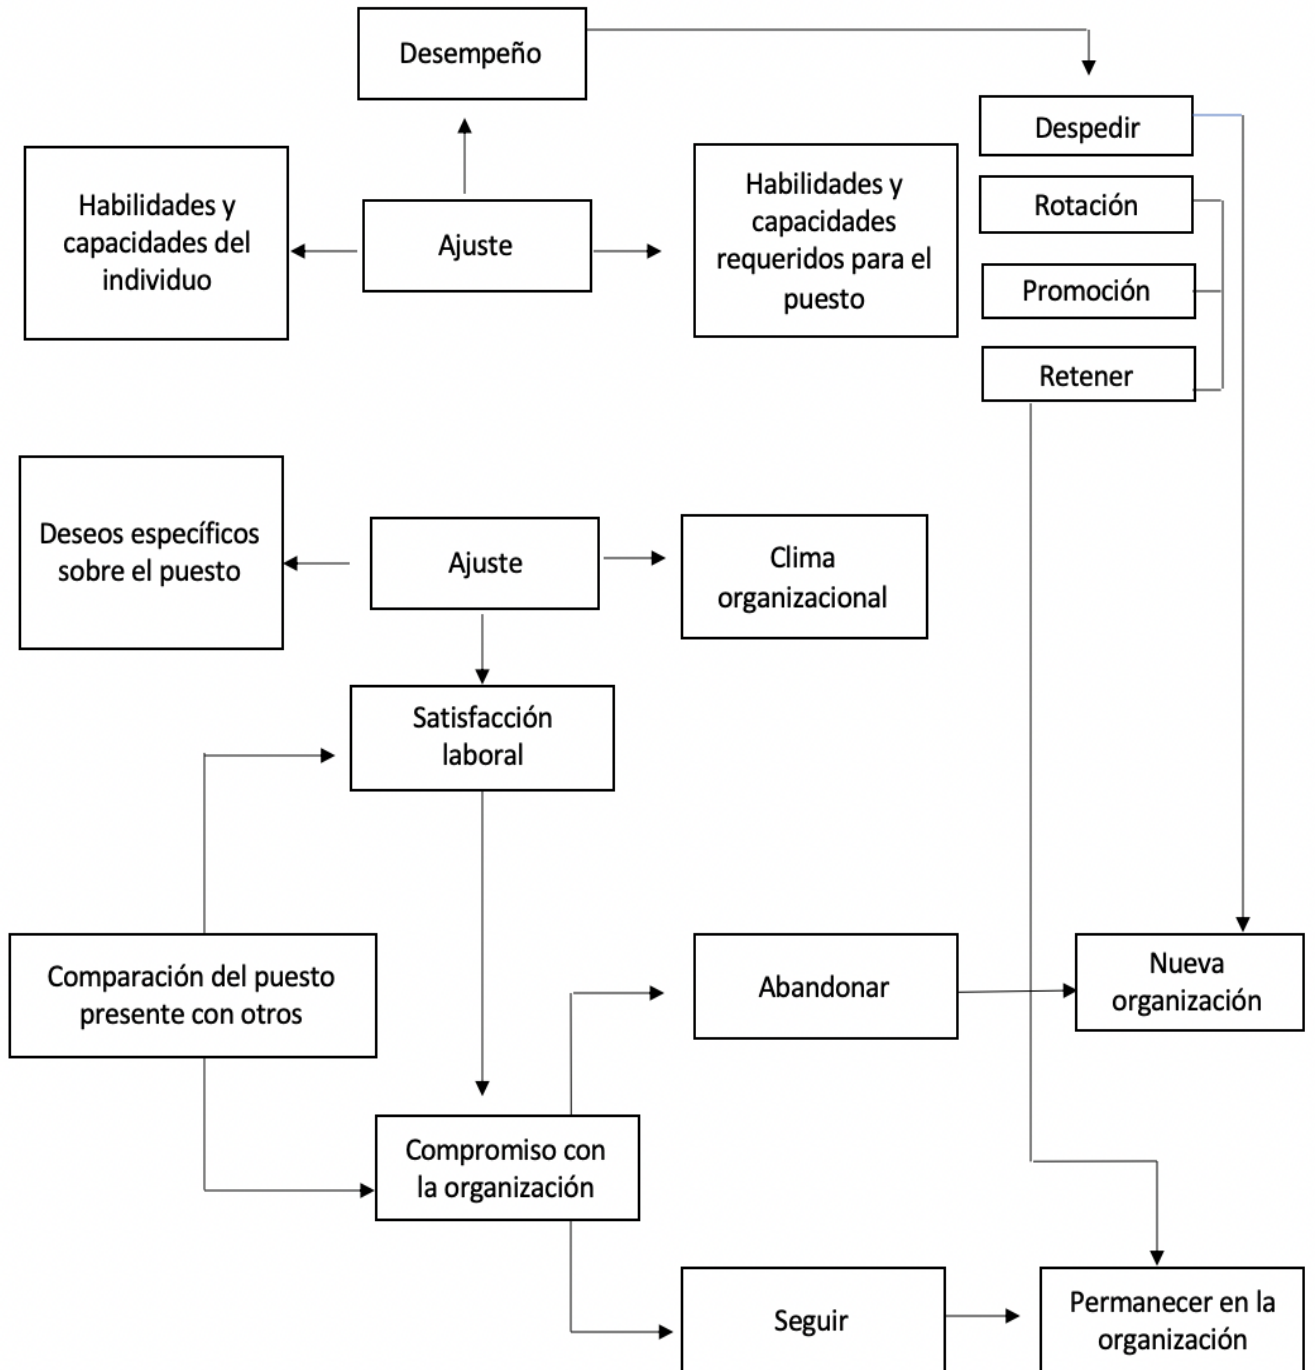 Desempeño
Despedir
Habilidades y
capacidades del
individuo
Ajuste
Habilidades y
capacidades
requeridos para el
puesto
Rotación
Promoción
Retener
Deseos específicos
sobre el puesto
Ajuste
Clima
organizacional
Satisfacción
laboral
Comparación del puesto
presente con otros
Abandonar
Nueva
organización
Compromiso con
la organización
Seguir
Permanecer en la
organización